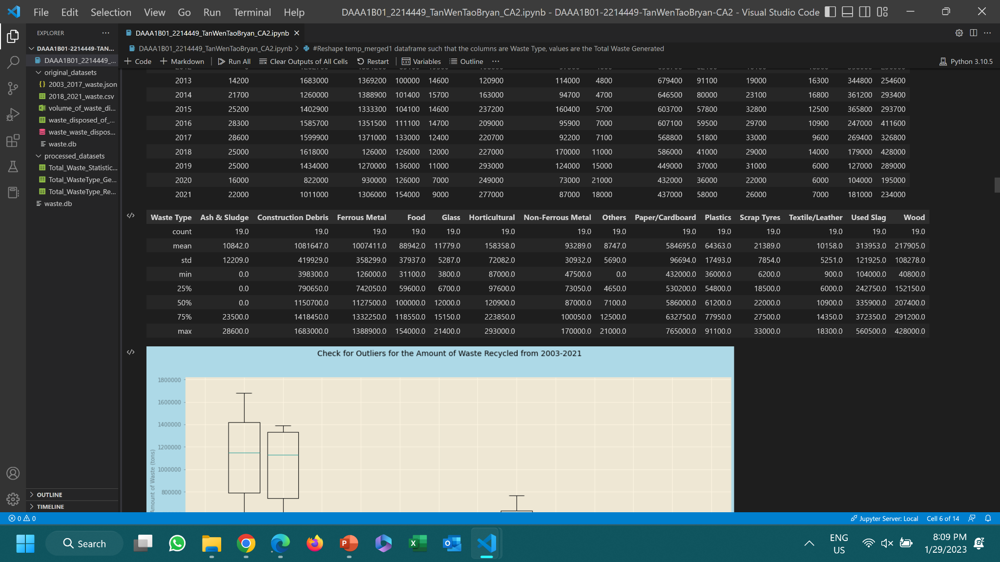 File Edit Selection View Go Run Terminal Help DAAA1B01_2214449_TanWenTaoBryan_CA2.ipynb - DAAA1B01-2214449-TanWenTaoBryan-CA2 - Visual Studio Code
EXPLORER ···
DAAA1B01-2214449-TAN...
DAAA1B01_2214449_...
original_datasets
2003_2017_waste.json
2018_2021_waste.csv
volume_of_waste_di...
waste_disposed_of_...
waste_waste_dispos...
waste.db
processed_datasets
Total_Waste_Statistic...
Total_WasteType_Ge...
Total_WasteType_Re...
waste.db
OUTLINE
TIMELINE
DAAA1B01_2214449_TanWenTaoBryan_CA2.ipynb
DAAA1B01_2214449_TanWenTaoBryan_CA2.ipynb > #Reshape temp_merged1 dataframe such that the columns are Waste Type, values are the Total Waste Generated
+ Code + Markdown Run All Clear Outputs of All Cells Restart Variables Outline ··· Python 3.10.5
2013 14200 1683000 1369200 100000 14600 120900 114000 4800 679400 91100 19000 16300 344800 254600
2014 21700 1260000 1388900 101400 15700 163000 94700 4700 646500 80000 23100 16800 361200 293400
2015 25200 1402900 1333300 104100 14600 237200 160400 5700 603700 57800 32800 12500 365800 293700
2016 28300 1585700 1351500 111100 14700 209000 95900 7000 607100 59500 29700 10900 247000 411600
2017 28600 1599900 1371000 133000 12400 220700 92200 7100 568800 51800 33000 9600 269400 326800
2018 25000 1618000 126000 126000 12000 227000 170000 11000 586000 41000 29000 14000 179000 428000
2019 25000 1434000 1270000 136000 11000 293000 124000 15000 449000 37000 31000 6000 127000 289000
2020 16000 822000 930000 126000 7000 249000 73000 21000 432000 36000 22000 6000 104000 195000
2021 22000 1011000 1306000 154000 9000 277000 87000 18000 437000 58000 26000 7000 181000 234000
Waste Type Ash & Sludge Construction Debris Ferrous Metal Food Glass Horticultural Non-Ferrous Metal Others Paper/Cardboard Plastics Scrap Tyres Textile/Leather Used Slag Wood
count 19.0 19.0 19.0 19.0 19.0 19.0 19.0 19.0 19.0 19.0 19.0 19.0 19.0 19.0
mean 10842.0 1081647.0 1007411.0 88942.0 11779.0 158358.0 93289.0 8747.0 584695.0 64363.0 21389.0 10158.0 313953.0 217905.0
std 12209.0 419929.0 358299.0 37937.0 5287.0 72082.0 30932.0 5690.0 96694.0 17493.0 7854.0 5251.0 121925.0 108278.0
min 0.0 398300.0 126000.0 31100.0 3800.0 87000.0 47500.0 0.0 432000.0 36000.0 6200.0 900.0 104000.0 40800.0
25% 0.0 790650.0 742050.0 59600.0 6700.0 97600.0 73050.0 4650.0 530200.0 54800.0 18500.0 6000.0 242750.0 152150.0
50% 0.0 1150700.0 1127500.0 100000.0 12000.0 120900.0 87000.0 7100.0 586000.0 61200.0 22000.0 10900.0 335900.0 207400.0
75% 23500.0 1418450.0 1332250.0 118550.0 15150.0 223850.0 100050.0 12500.0 632750.0 77950.0 27500.0 14350.0 372350.0 291200.0
max 28600.0 1683000.0 1388900.0 154000.0 21400.0 293000.0 170000.0 21000.0 765000.0 91100.0 33000.0 18300.0 560500.0 428000.0
Check for Outliers for the Amount of Waste Recycled from 2003-2021
1800000
1600000
1400000
1200000
1000000
800000
Amount of Waste (tons)
0 0 Jupyter Server: Local Cell 6 of 14
Search
ENG
US
8:09 PM
1/29/2023